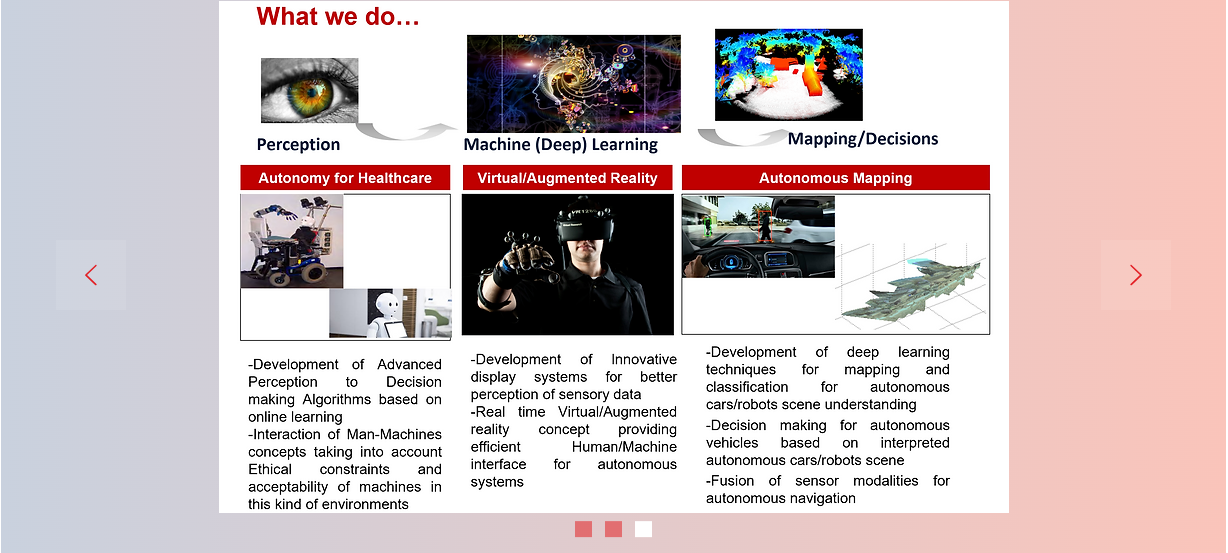 What we do…
Perception
Machine (Deep) Learning
Mapping/Decisions
Autonomy for Healthcare
Virtual/Augmented Reality
Autonomous Mapping
-Development of Advanced
Perception to Decision
making Algorithms based on
online learning
-Interaction of Man-Machines
concepts taking into account
Ethical constraints and
acceptability of machines in
this kind of environments
-Development of Innovative
display systems for better
perception of sensory data
-Real time Virtual/Augmented
reality concept providing
efficient Human/Machine
interface for autonomous
systems
-Development of deep learning
techniques for mapping and
classification for autonomous
cars/robots scene understanding
-Decision making for autonomous
vehicles based on interpreted
autonomous cars/robots scene
-Fusion of sensor modalities for
autonomous navigation